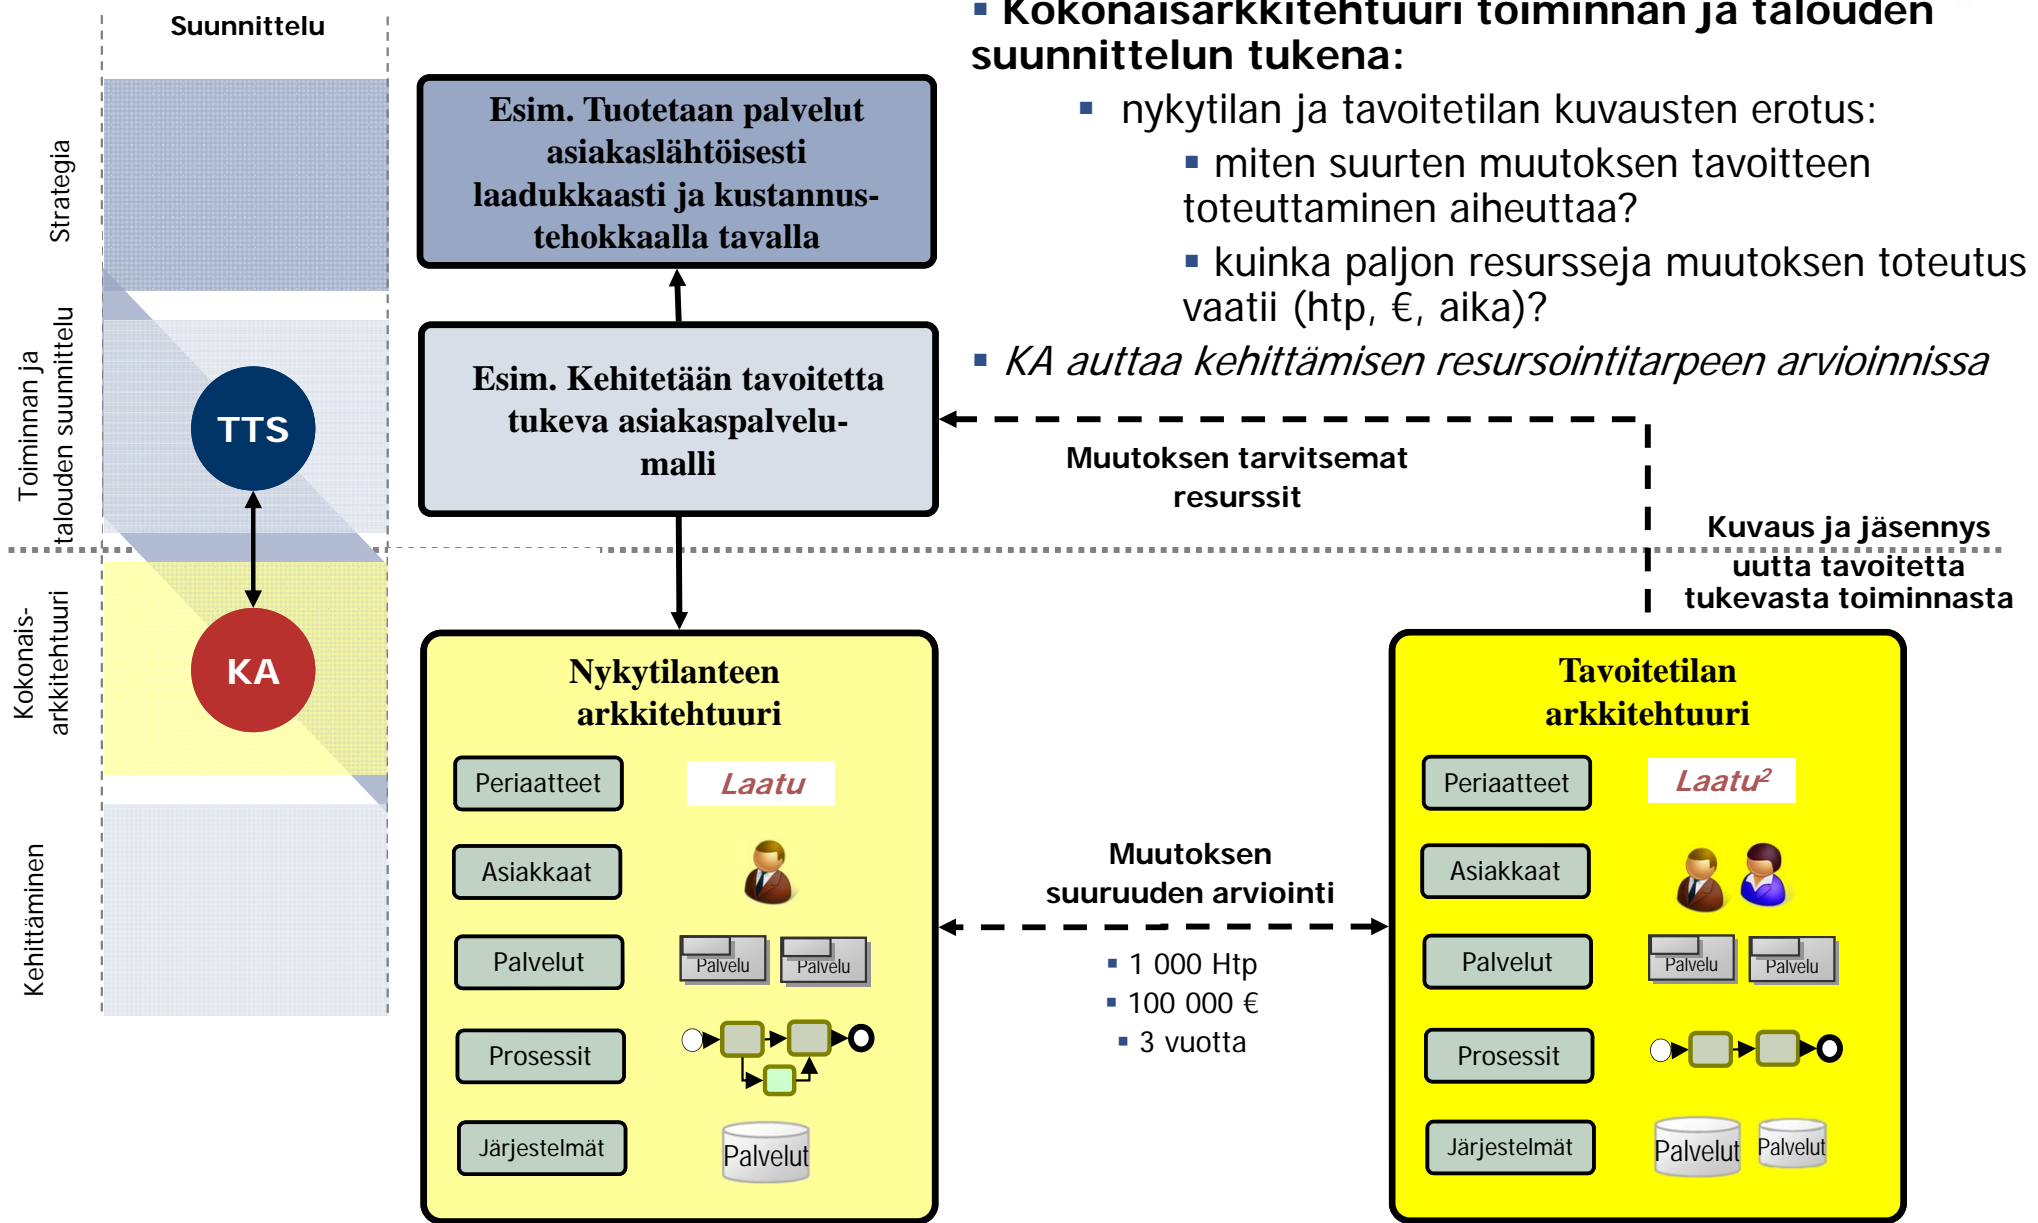 Suunnittelu
Strategia
Toiminnan ja
talouden suunnittelu
Kokonais-
arkkitehtuuri
Kehittäminen
TTS
KA
Esim. Tuotetaan palvelut
asiakaslähtöisesti
laadukkaasti ja kustannus-
tehokkaalla tavalla
Esim. Kehitetään tavoitetta
tukeva asiakaspalvelu-
malli
▪ Kokonaisarkkitehtuuri toiminnan ja talouden
suunnittelun tukena:
▪ nykytilan ja tavoitetilan kuvausten erotus:
▪ miten suurten muutoksen tavoitteen
toteuttaminen aiheuttaa?
▪ kuinka paljon resursseja muutoksen toteutus
vaatii (htp, €, aika)?
▪ KA auttaa kehittämisen resursointitarpeen arvioinnissa
Muutoksen tarvitsemat
resurssit
Kuvaus ja jäsennys
uutta tavoitetta
tukevasta toiminnasta
Nykytilanteen
arkkitehtuuri
Periaatteet
Laatu
Asiakkaat
Palvelut
Palvelu
Palvelu
Prosessit
Järjestelmät
Palvelut
Muutoksen
suuruuden arviointi
▪ 1 000 Htp
▪ 100 000 €
▪ 3 vuotta
Tavoitetilan
arkkitehtuuri
Periaatteet
Laatu²
Asiakkaat
Palvelut
Palvelu
Palvelu
Prosessit
Järjestelmät
Palvelut
Palvelut